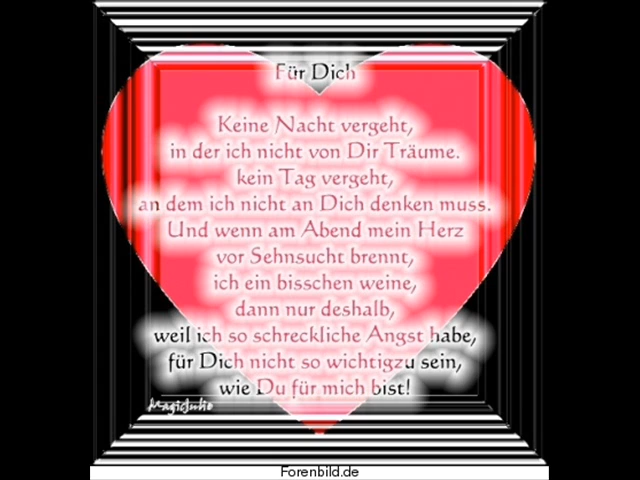 Für Dich
Keine Nacht vergeht,
in der ich nicht von Dir Träume.
kein Tag vergeht,
an dem ich nicht an Dich denken muss.
Und wenn am Abend mein Herz
vor Sehnsucht brennt,
ich ein bisschen weine,
dann nur deshalb,
weil ich so schreckliche Angst habe,
für Dich nicht so wichtigzu sein,
wie Du für mich bist!
MagicJulie
Forenbild.de